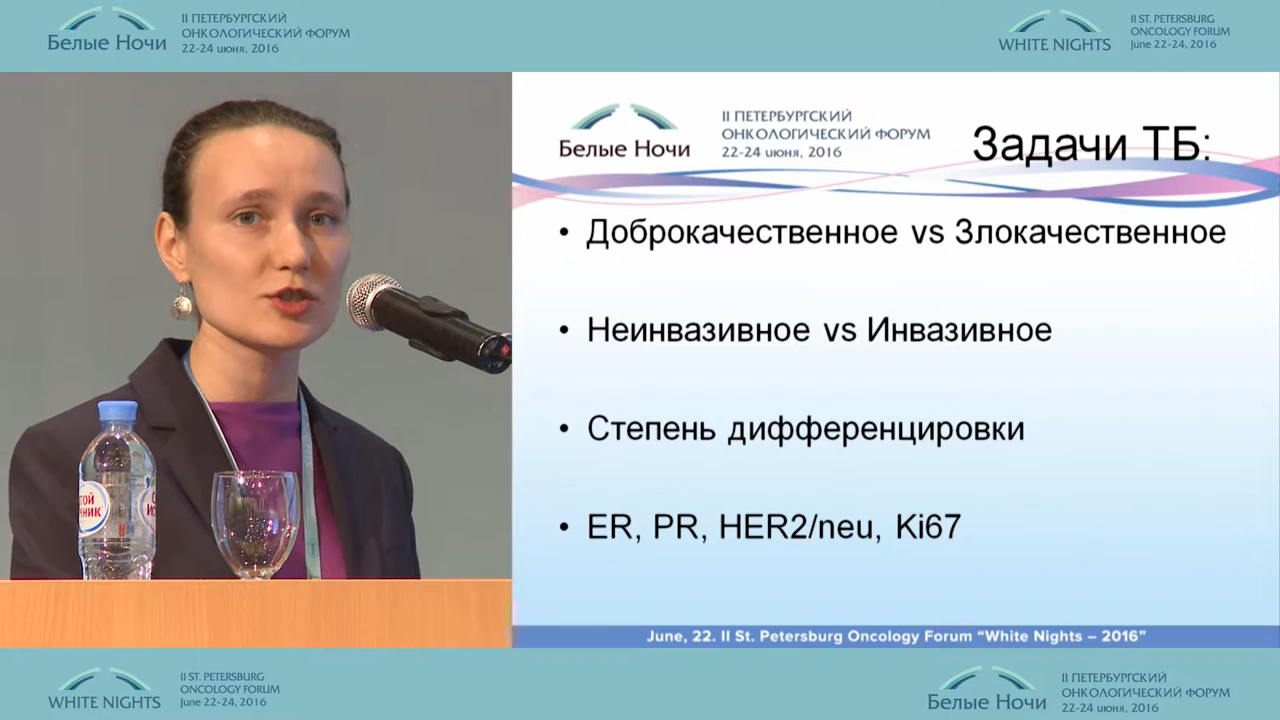 Белые Ночи
II ПЕТЕРБУРГСКИЙ
ОНКОЛОГИЧЕСКИЙ ФОРУМ
22-24 июня, 2016
WHITE NIGHTS
II ST. PETERSBURG
ONCOLOGY FORUM
June 22-24, 2016
Белые Ночи
II ПЕТЕРБУРГСКИЙ
ОНКОЛОГИЧЕСКИЙ ФОРУМ
22-24 июня, 2016
Задачи ТБ:
• Доброкачественное vs Злокачественное
• Неинвазивное vs Инвазивное
• Степень дифференцировки
• ER, PR, HER2/neu, Ki67
June, 22. II St. Petersburg Oncology Forum “White Nights – 2016”
WHITE NIGHTS
II ST. PETERSBURG
ONCOLOGY FORUM
June 22-24, 2016
Белые Ночи
II ПЕТЕРБУРГСКИЙ
ОНКОЛОГИЧЕСКИЙ ФОРУМ
22-24 июня, 2016